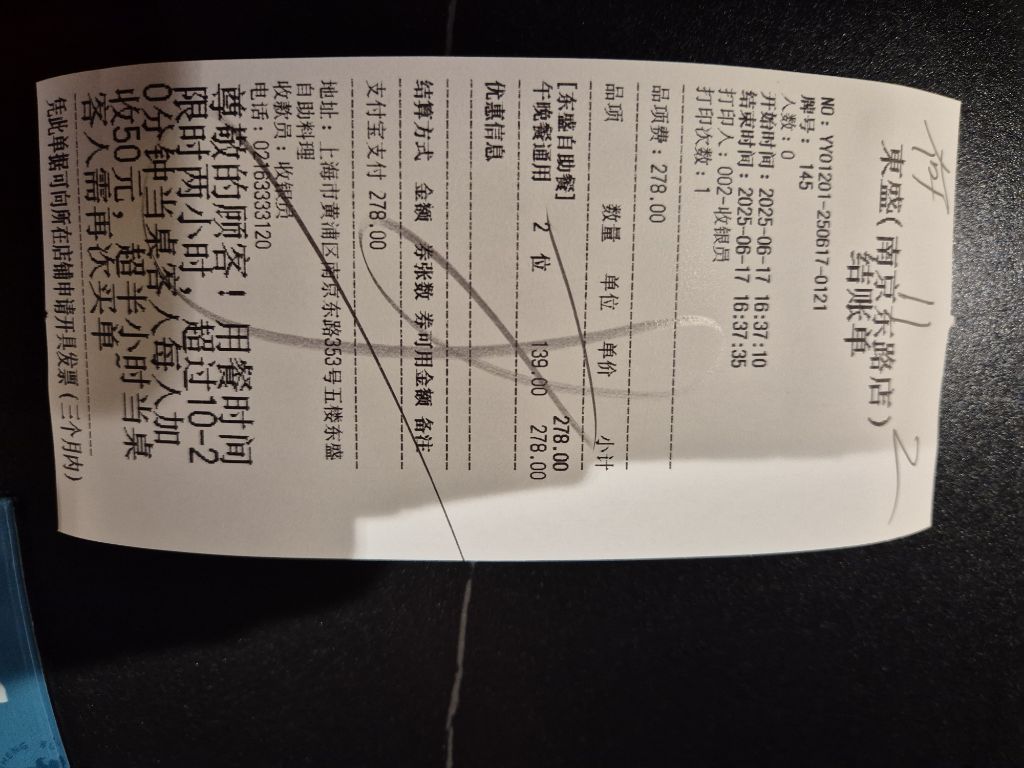 東盛(南京东路店)
结账单
2
NO：YY01201-250617-0121
牌号： 145
人数：0
开始时间：2025-06-17 16:37:10
结束时间：2025-06-17 16:37:35
打印人：002-收银员
打印次数：1
品项费：278.00
品项 数量 单位 单价 小计
[东盛自助餐] 278.00
午晚餐通用 2 位 139.00 278.00
优惠信息
结算方式 金额 券张数 券可用金额 备注
支付宝支付 278.00
地址：上海市黄浦区南京东路353号五楼东盛
自助料理
收款员：收银员
电话：02163333120
尊敬的顾客！用餐时间
限时两小时，超过10-2
0分钟当桌客人每人加
收50元，超半小时当桌
客人需再次买单
凭此单据可向所在店铺申请开具发票（三个月内）
HENG